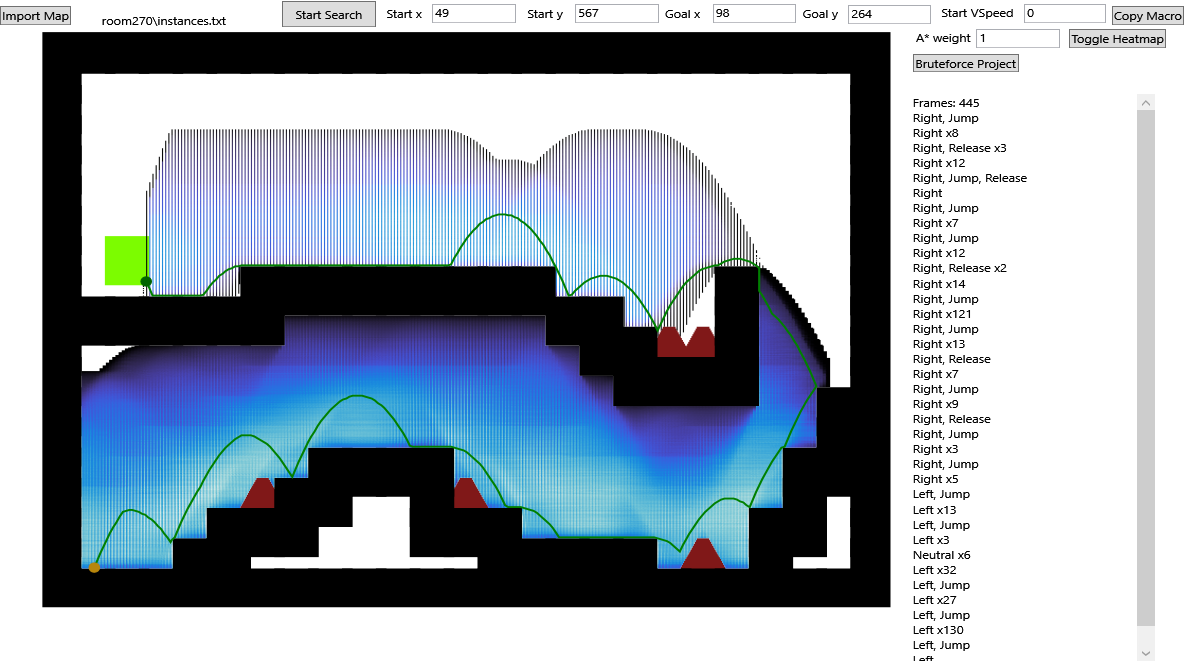 Import Map
room270\instances.txt
Start Search
Start x 49
Start y 567
Goal x 98
Goal y 264
Start VSpeed 0
Copy Macro
A* weight 1
Toggle Heatmap
Bruteforce Project
Frames: 445
Right, Jump
Right x8
Right, Release x3
Right x12
Right, Jump, Release
Right
Right, Jump
Right x7
Right, Jump
Right x12
Right, Release x2
Right x14
Right, Jump
Right x121
Right, Jump
Right x13
Right, Release
Right x7
Right, Jump
Right x9
Right, Release
Right, Jump
Right x3
Right, Jump
Right x5
Left, Jump
Left x13
Left, Jump
Left x3
Neutral x6
Left x32
Left, Jump
Left x27
Left, Jump
Left x130
Left, Jump
Left